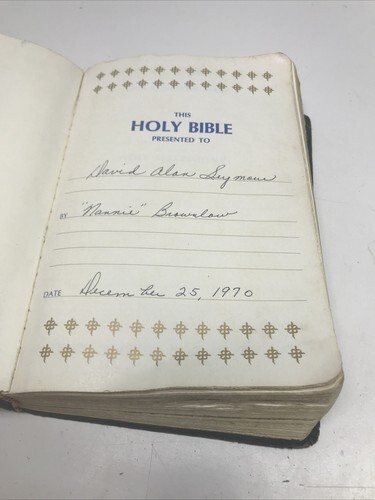 THIS
HOLY BIBLE
PRESENTED TO
David Alan Seymour
BY "Nannie" Brownlow
DATE December 25, 1970